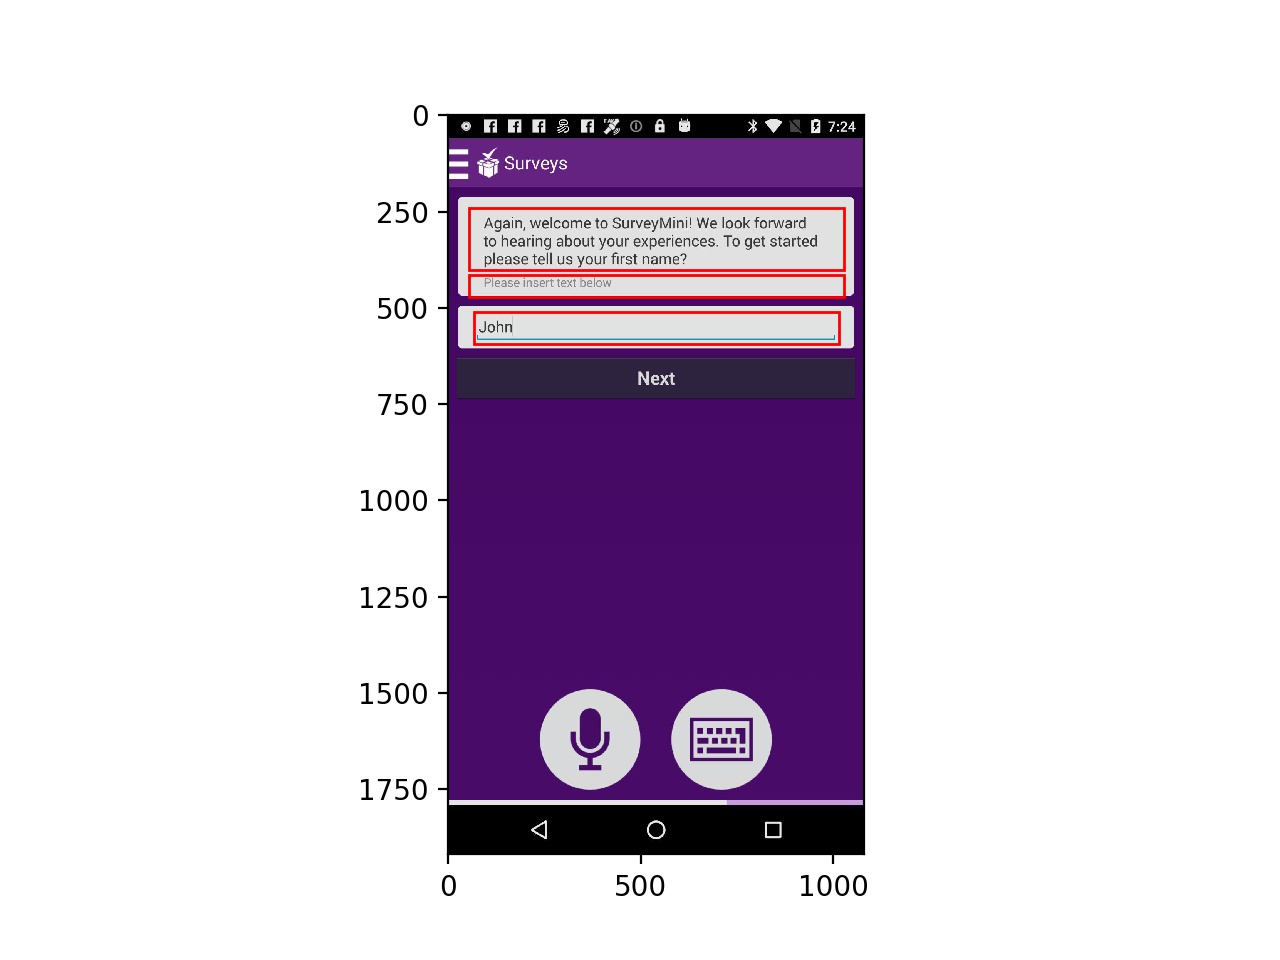 0
250
500
750
1000
1250
1500
1750
0
500
1000
7:24
Surveys
Again, welcome to SurveyMini! We look forward
to hearing about your experiences. To get started
please tell us your first name?
Please insert text below
John
Next